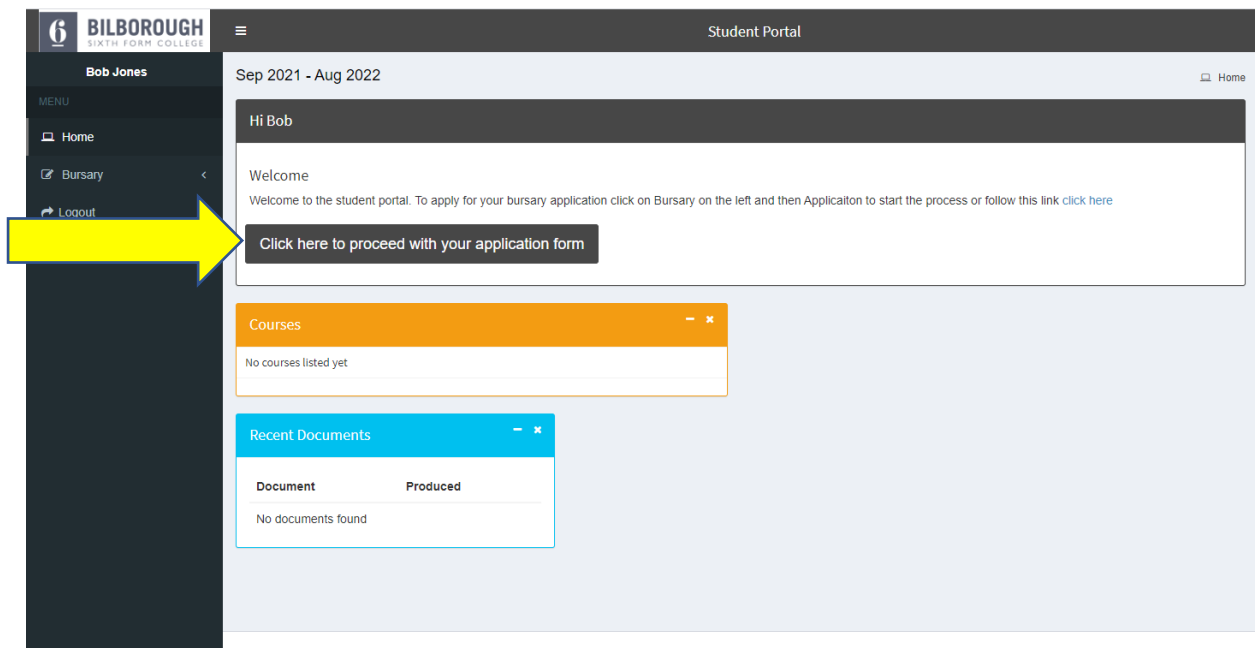 6 BILBOROUGH
SIXTH FORM COLLEGE
Student Portal
Bob Jones
MENU
Home
Bursary
Logout
Sep 2021 - Aug 2022
Home
Hi Bob
Welcome
Welcome to the student portal. To apply for your bursary application click on Bursary on the left and then Applicaiton to start the process or follow this link click here
Click here to proceed with your application form
Courses
No courses listed yet
Recent Documents
Document Produced
No documents found